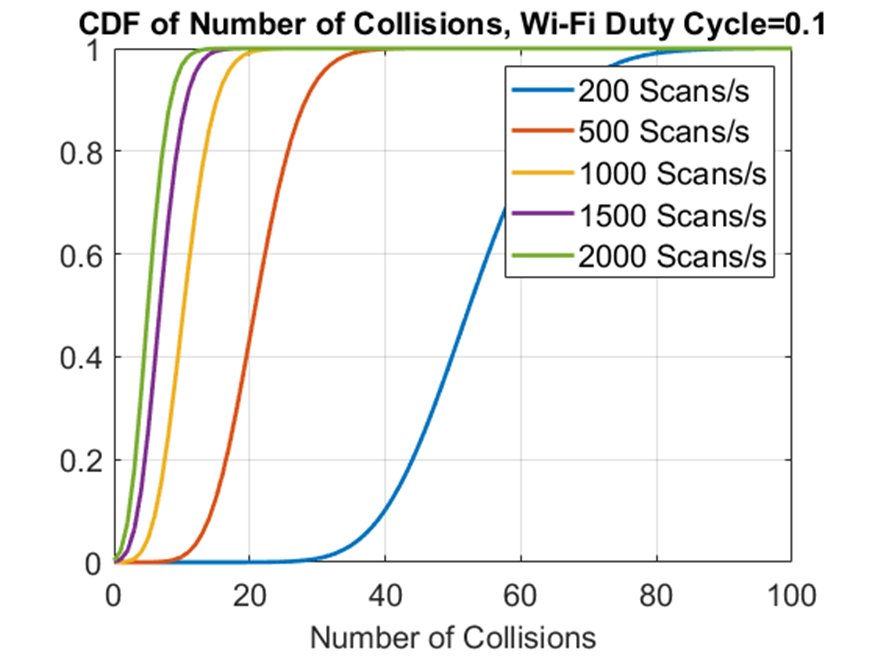 CDF of Number of Collisions, Wi-Fi Duty Cycle=0.1
1
0.8
0.6
0.4
0.2
0
200 Scans/s
500 Scans/s
1000 Scans/s
1500 Scans/s
2000 Scans/s
0 20 40 60 80 100
Number of Collisions